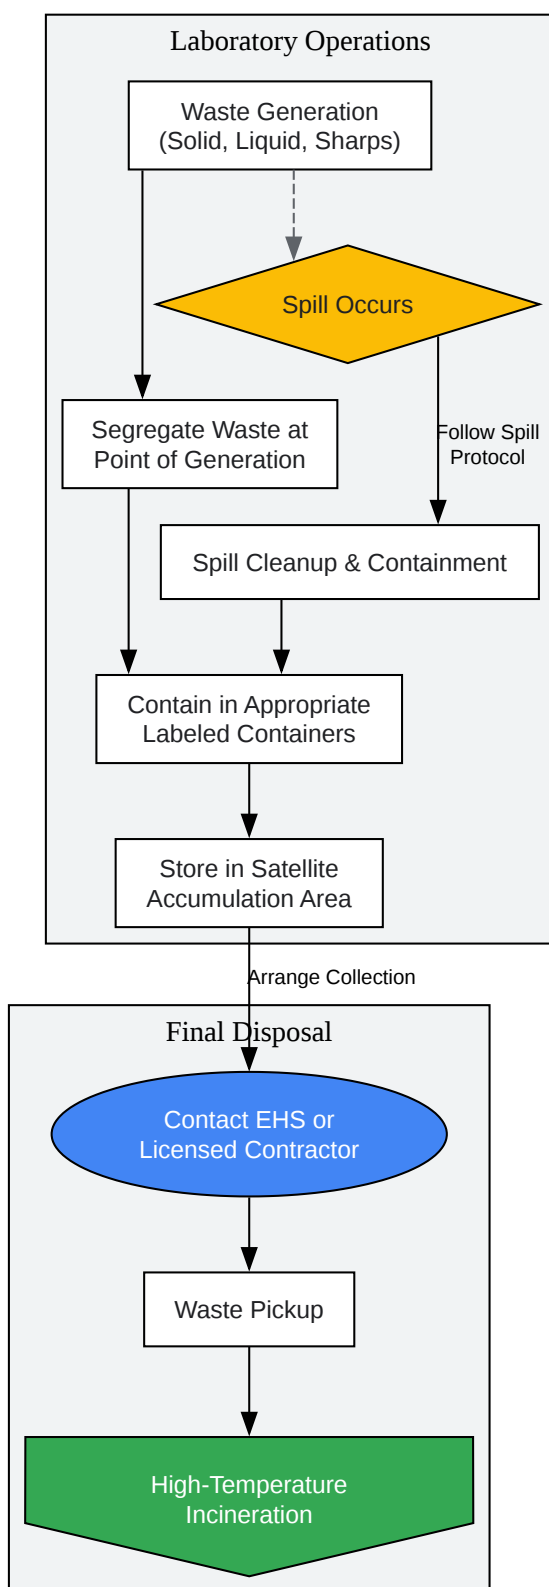 Laboratory Operations
Waste Generation
(Solid, Liquid, Sharps)
Spill Occurs
Segregate Waste at
Point of Generation
Follow Spill
Protocol
Spill Cleanup & Containment
Contain in Appropriate
Labeled Containers
Store in Satellite
Accumulation Area
Arrange Collection
Final Disposal
Contact EHS or
Licensed Contractor
Waste Pickup
High-Temperature
Incineration